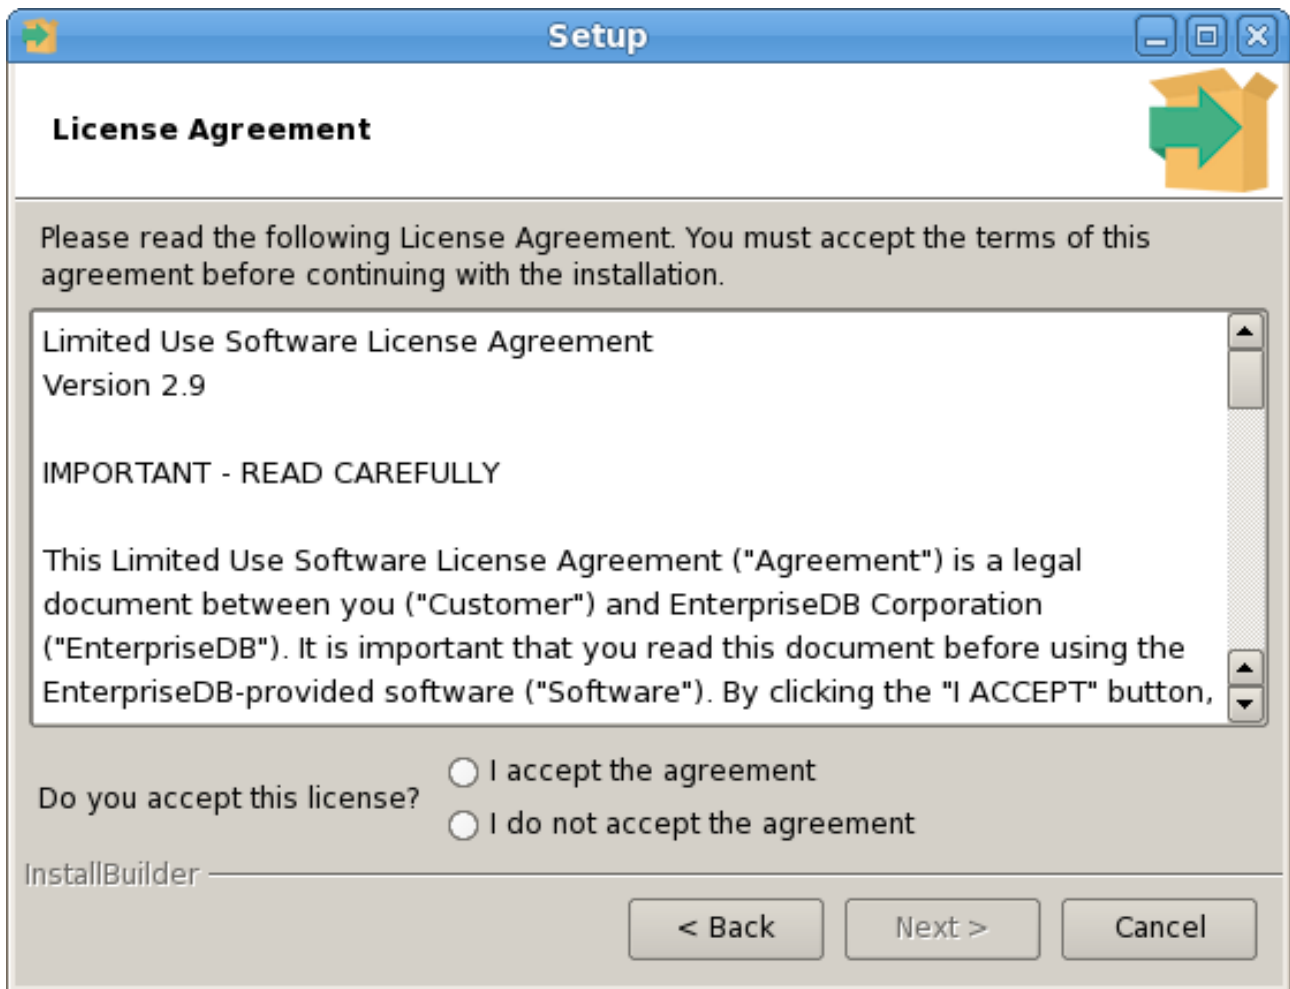 Setup
License Agreement
Please read the following License Agreement. You must accept the terms of this
agreement before continuing with the installation.
Limited Use Software License Agreement
Version 2.9
IMPORTANT - READ CAREFULLY
This Limited Use Software License Agreement ("Agreement") is a legal
document between you ("Customer") and EnterpriseDB Corporation
("EnterpriseDB"). It is important that you read this document before using the
EnterpriseDB-provided software ("Software"). By clicking the "I ACCEPT" button,
Do you accept this license?
I accept the agreement
I do not accept the agreement
InstallBuilder
< Back
Next >
Cancel